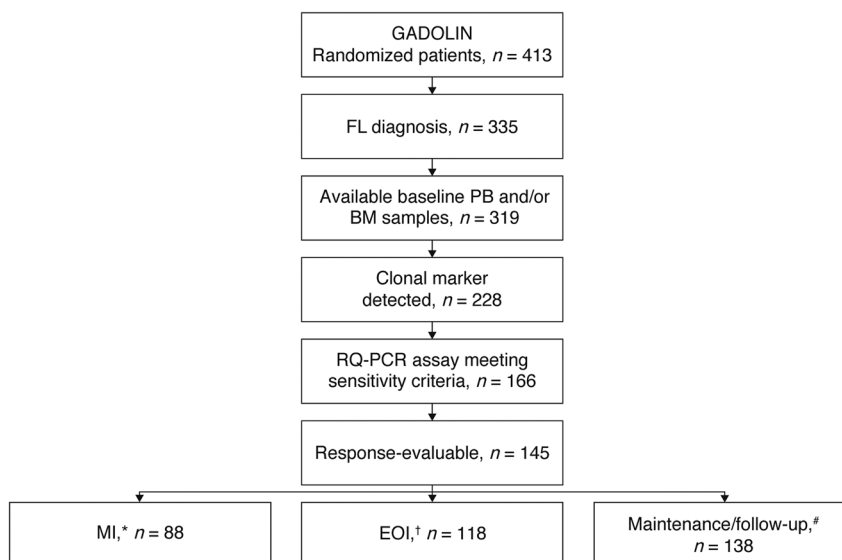 GADOLIN
Randomized patients, n = 413
FL diagnosis, n = 335
Available baseline PB and/or
BM samples, n = 319
Clonal marker
detected, n = 228
RQ-PCR assay meeting
sensitivity criteria, n = 166
Response-evaluable, n = 145
MI,* n = 88
EOI,† n = 118
Maintenance/follow-up,#
n = 138